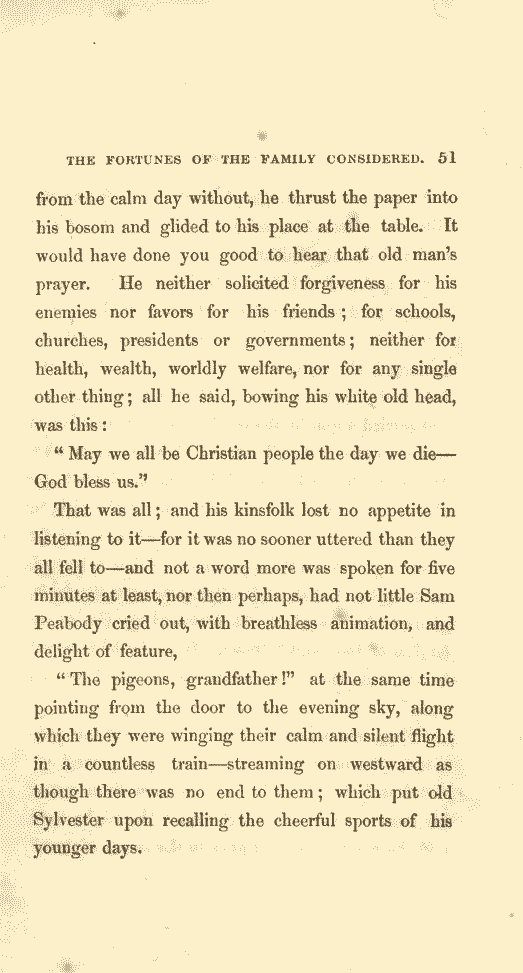 THE FORTUNES OF THE FAMILY CONSIDERED. 51
from the calm day without, he thrust the paper into
his bosom and glided to his place at the table. It
would have done you good to hear that old man's
prayer. He neither solicited forgiveness for his
enemies nor favors for his friends ; for schools,
churches, presidents or governments ; neither for
health, wealth, worldly welfare, nor for any single
other thing ; all he said, bowing his white old head,
was this :
“ May we all be Christian people the day we die—
God bless us.”
That was all ; and his kinsfolk lost no appetite in
listening to it—for it was no sooner uttered than they
all fell to—and not a word more was spoken for five
minutes at least, nor then perhaps, had not little Sam
Peabody cried out, with breathless animation, and
delight of feature,
“ The pigeons, grandfather !” at the same time
pointing from the door to the evening sky, along
which they were winging their calm and silent flight
in a countless train—streaming on westward as
though there was no end to them ; which put old
Sylvester upon recalling the cheerful sports of his
younger days.